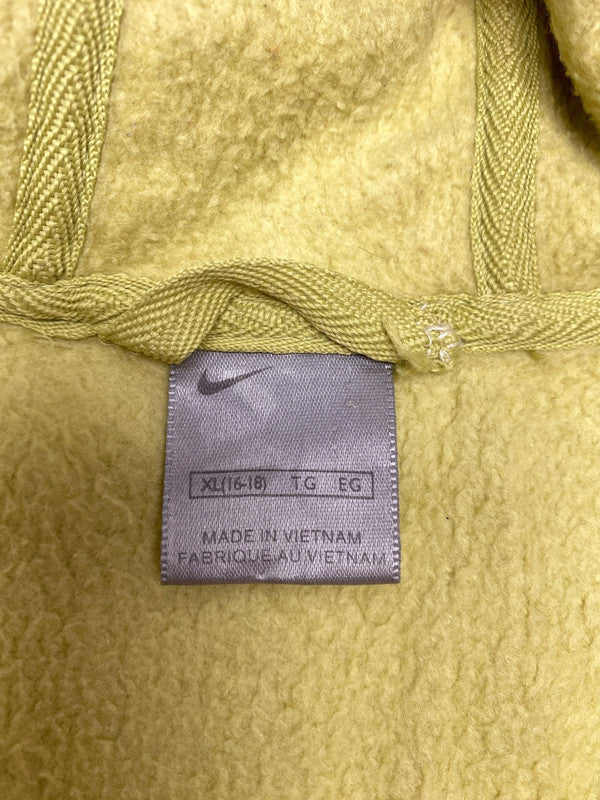 XL(16-18) TG EG
MADE IN VIETNAM
FABRIQUE AU VIETNAM